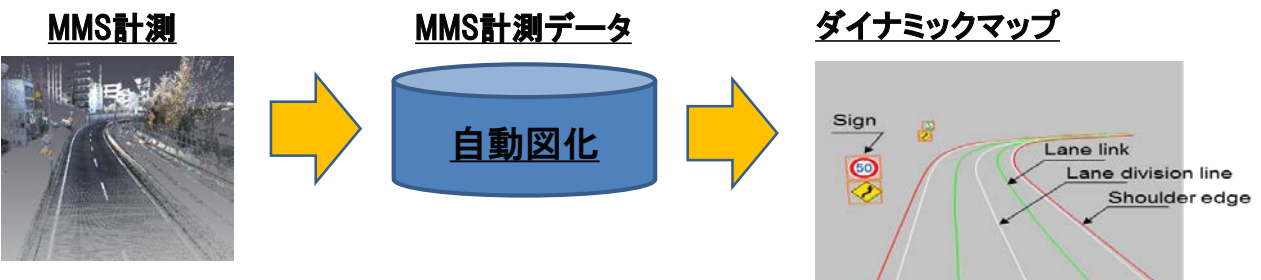 MMS計測
MMS計測データ
ダイナミックマップ
自動図化
Sign
50
Lane link
Lane division line
Shoulder edge